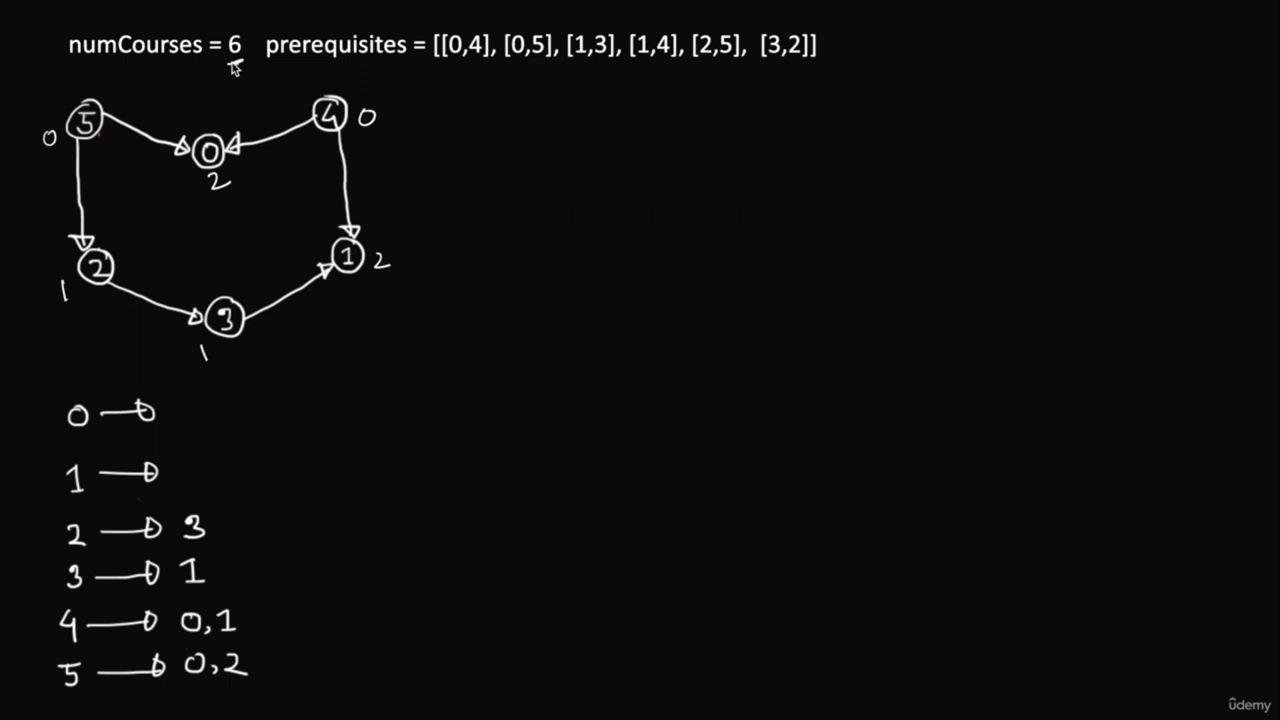 numCourses = 6 prerequisites = [[0,4], [0,5], [1,3], [1,4], [2,5], [3,2]]
5 4 0
0 0
2
2 1 2
1
3
1
0
1
2 3
3 1
4 0,1
5 0,2
ûdemy